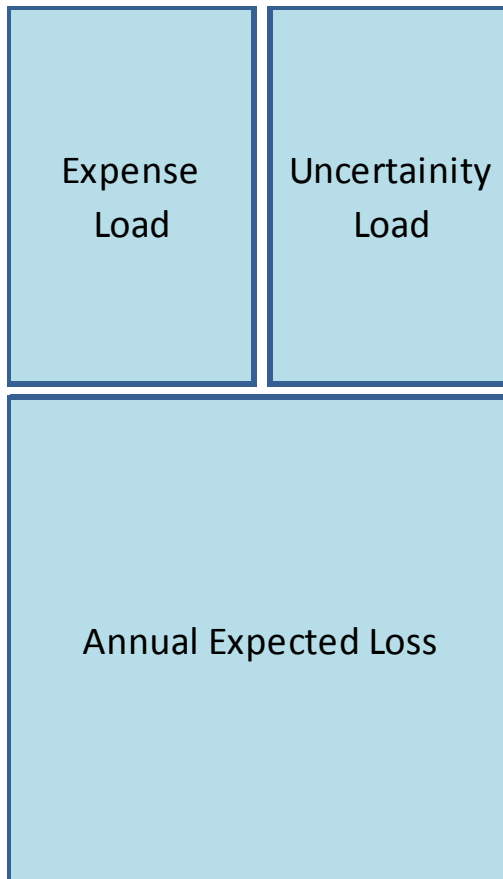 Expense
Load
Uncertainity
Load
Annual Expected Loss